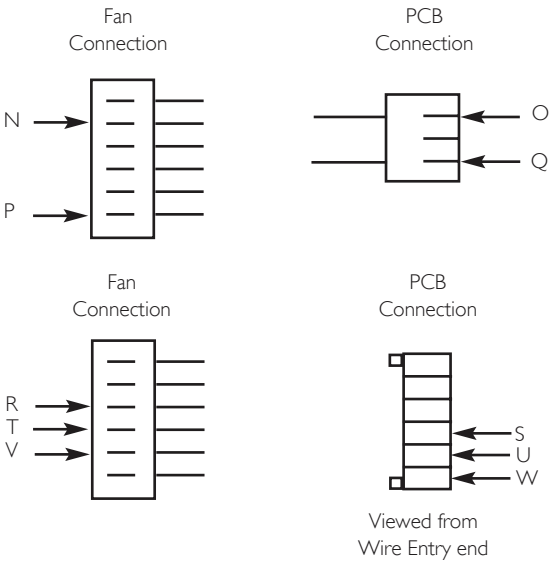 Fan
Connection
PCB
Connection
N
O
Q
P
Fan
Connection
PCB
Connection
R
T
V
S
U
W
Viewed from
Wire Entry end